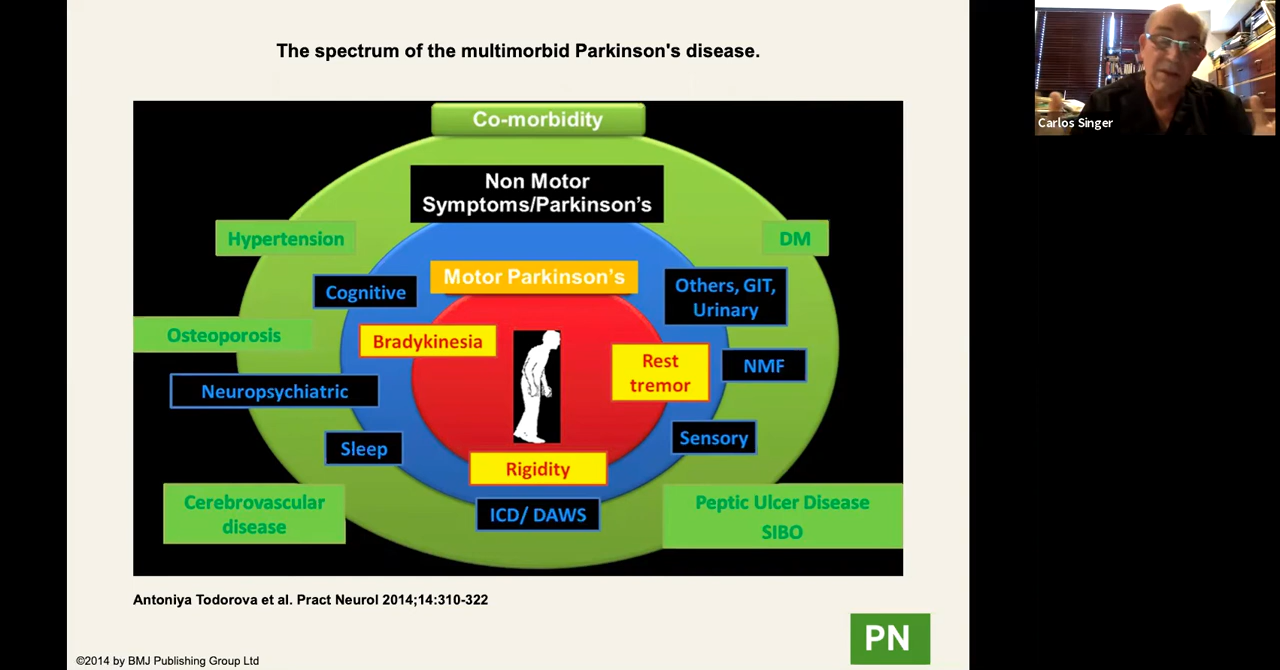 The spectrum of the multimorbid Parkinson's disease.
Carlos Singer
Co-morbidity
Non Motor
Symptoms/Parkinson’s
Hypertension
DM
Motor Parkinson’s
Cognitive
Others, GIT,
Urinary
Osteoporosis
Bradykinesia
Rest
tremor
NMF
Neuropsychiatric
Sleep
Sensory
Rigidity
Cerebrovascular
disease
ICD/ DAWS
Peptic Ulcer Disease
SIBO
Antoniya Todorova et al. Pract Neurol 2014;14:310-322
PN
©2014 by BMJ Publishing Group Ltd